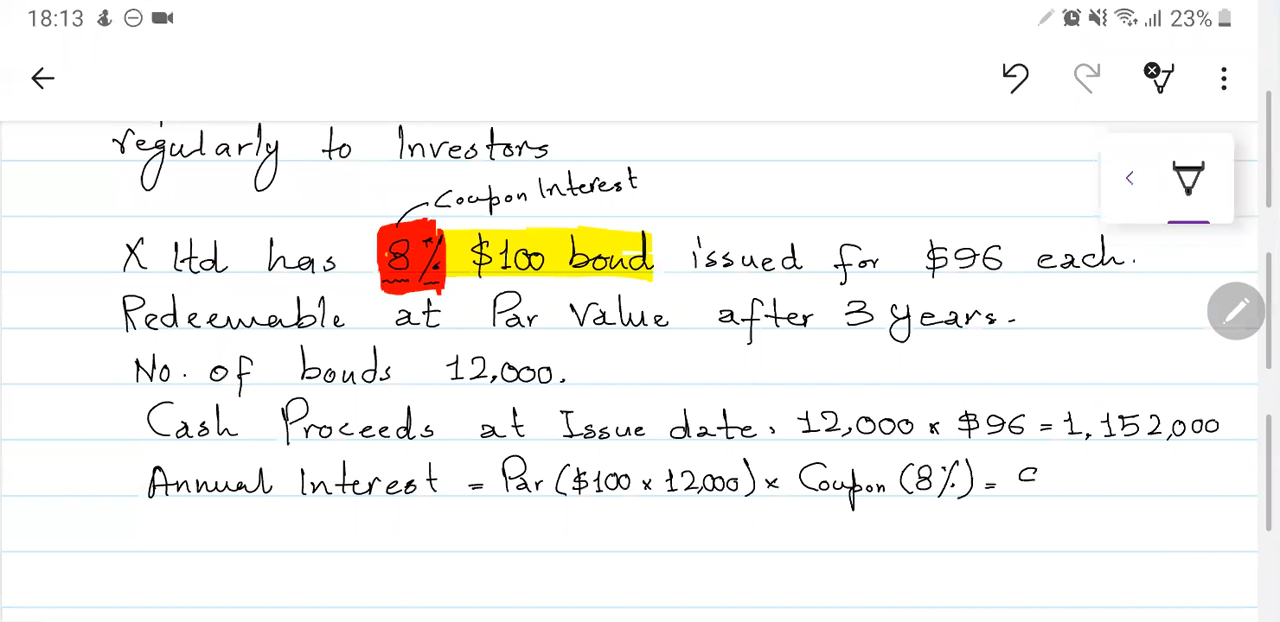 18:13 23%
regularly to Investors
Coupon Interest
X ltd has 8% $100 bond issued for $96 each.
Redeemable at Par Value after 3 years.
No. of bonds 12,000.
Cash Proceeds at Issue date. 12,000 x $96 = 1,152,000
Annual Interest = Par ($100 x 12,000) x Coupon (8%) =